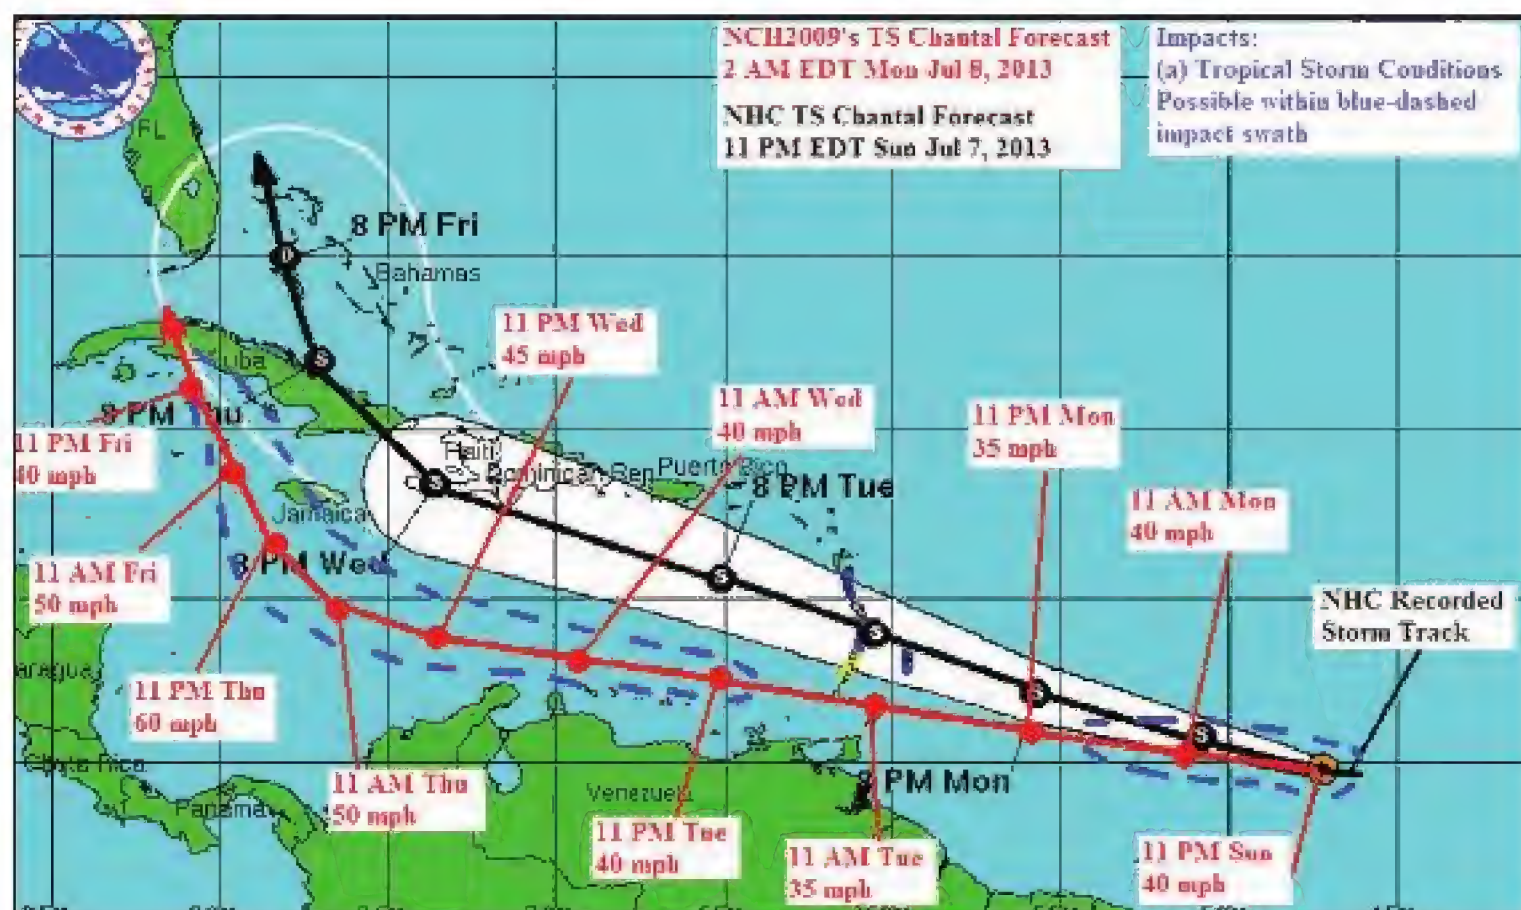 NCH2009's TS Chantal Forecast
2 AM EDT Mon Jul 8, 2013
NHC TS Chantal Forecast
11 PM EDT Sun Jul 7, 2013
Impacts:
(a) Tropical Storm Conditions
Possible within blue-dashed
impact swath
FL
8 PM Fri
Bahamas
11 PM Wed
45 mph
Cuba
11 AM Wed
40 mph
8 PM Thu
11 PM Mon
35 mph
11 PM Fri
40 mph
Haiti
Dominican Rep
Puerto Rico
8 PM Tue
11 AM Mon
40 mph
Jamaica
8 PM Wed
11 AM Fri
50 mph
NHC Recorded
Storm Track
aragua
11 PM Thu
60 mph
Costa Rica
Panama
11 AM Thu
50 mph
Venezuela
8 PM Mon
11 PM Tue
40 mph
11 AM Tue
35 mph
11 PM Sun
40 mph
S
S
S
S
S
S
D